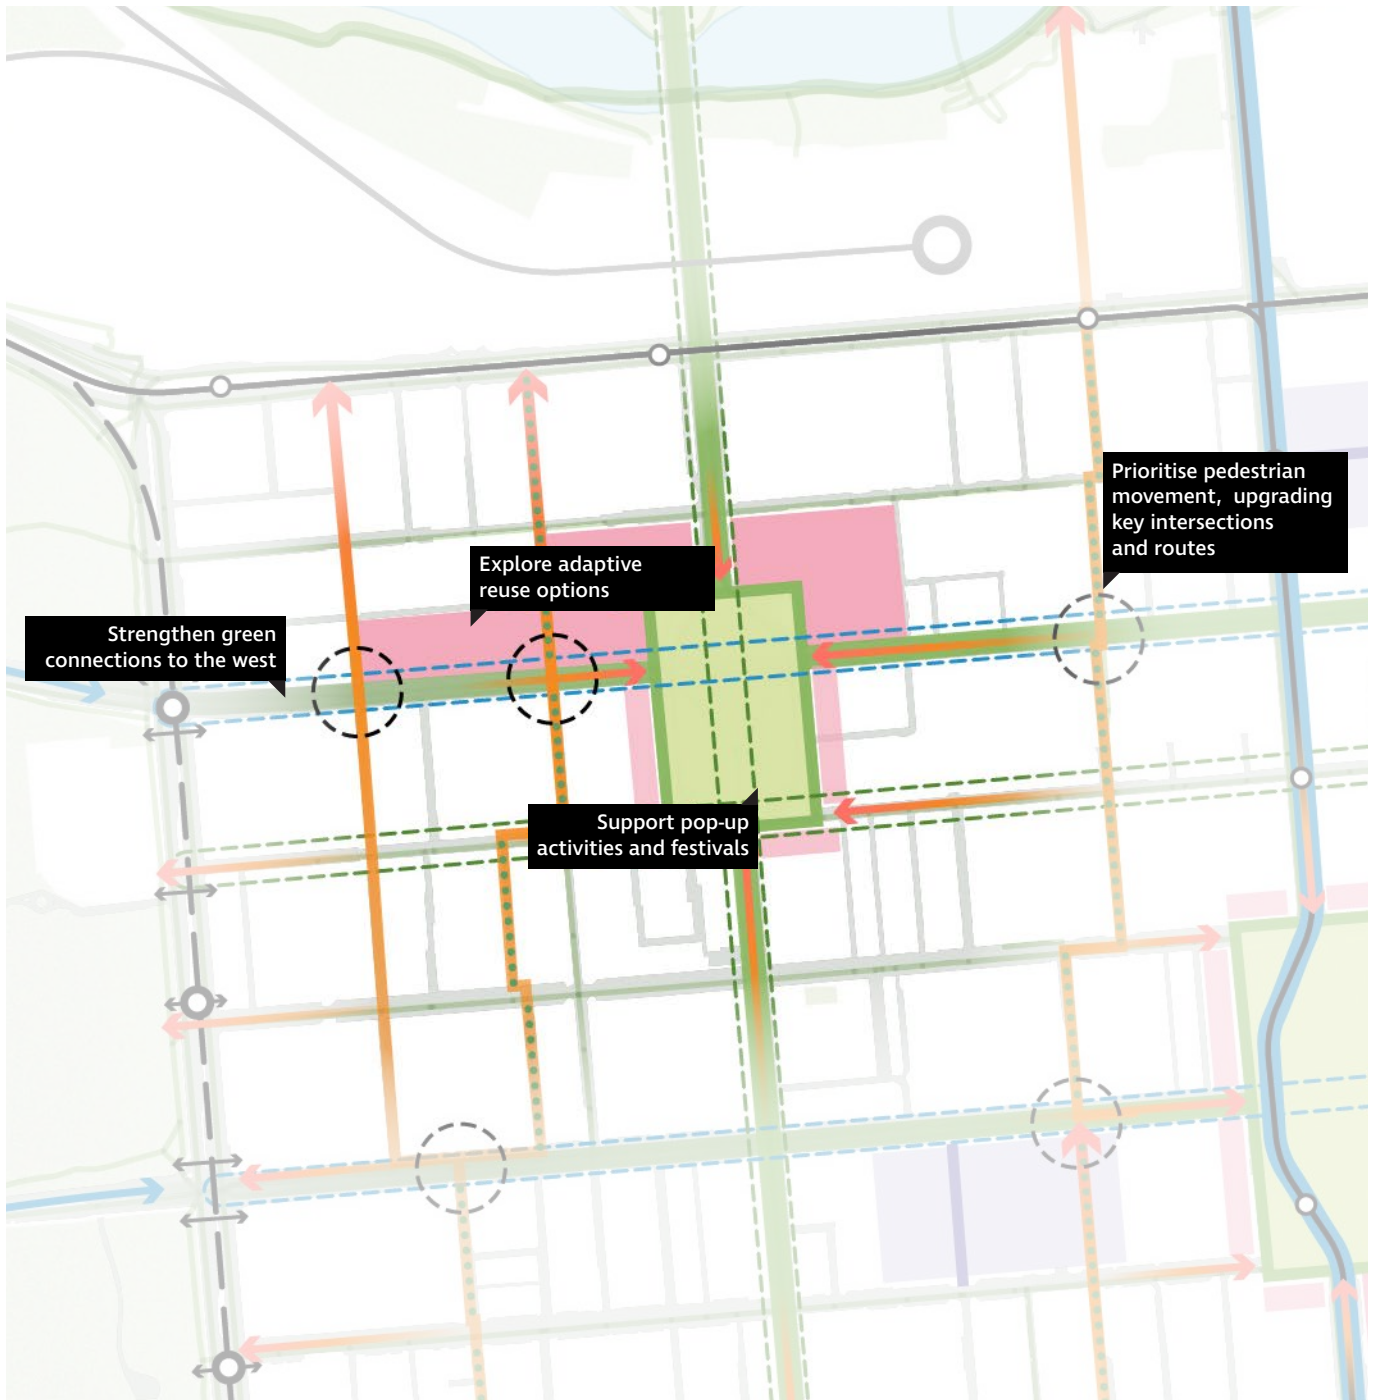 Prioritise pedestrian
movement, upgrading
key intersections
and routes
Explore adaptive
reuse options
Strengthen green
connections to the west
Support pop-up
activities and festivals